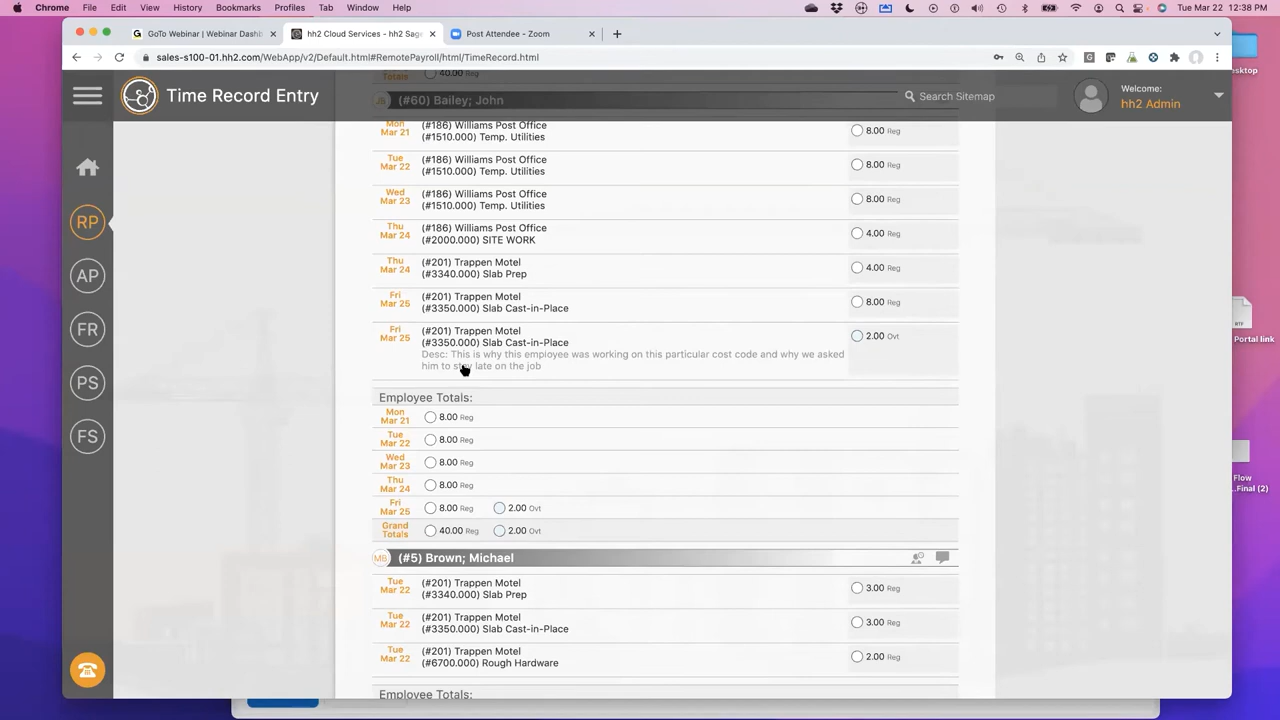 Chrome File Edit View History Bookmarks Profiles Tab Window Help Tue Mar 22 12:38 PM
GoTo Webinar | Webinar Dashb hh2 Cloud Services - hh2 Sage Post Attendee - Zoom
sales-s100-01.hh2.com/WebApp/v2/Default.html#RemotePayroll/html/TimeRecord.html
esktop
Time Record Entry
Search Sitemap
Welcome:
hh2 Admin
Totals 40.00 Reg
JB (#60) Bailey; John
Mon Mar 21 (#186) Williams Post Office 8.00 Reg
(#1510.000) Temp. Utilities
Tue Mar 22 (#186) Williams Post Office 8.00 Reg
(#1510.000) Temp. Utilities
Wed Mar 23 (#186) Williams Post Office 8.00 Reg
(#1510.000) Temp. Utilities
Thu Mar 24 (#186) Williams Post Office 4.00 Reg
(#2000.000) SITE WORK
Thu Mar 24 (#201) Trappen Motel 4.00 Reg
(#3340.000) Slab Prep
Fri Mar 25 (#201) Trappen Motel 8.00 Reg
(#3350.000) Slab Cast-in-Place
Fri Mar 25 (#201) Trappen Motel 2.00 Ovt
(#3350.000) Slab Cast-in-Place
Desc: This is why this employee was working on this particular cost code and why we asked
him to stay late on the job
Employee Totals:
Mon Mar 21 8.00 Reg
Tue Mar 22 8.00 Reg
Wed Mar 23 8.00 Reg
Thu Mar 24 8.00 Reg
Fri Mar 25 8.00 Reg 2.00 Ovt
Grand Totals 40.00 Reg 2.00 Ovt
MB (#5) Brown; Michael
Tue Mar 22 (#201) Trappen Motel 3.00 Reg
(#3340.000) Slab Prep
Tue Mar 22 (#201) Trappen Motel 3.00 Reg
(#3350.000) Slab Cast-in-Place
Tue Mar 22 (#201) Trappen Motel 2.00 Reg
(#6700.000) Rough Hardware
Employee Totals:
RP
AP
FR
PS
FS
RTF
Portal link
Flow
...Final (2)